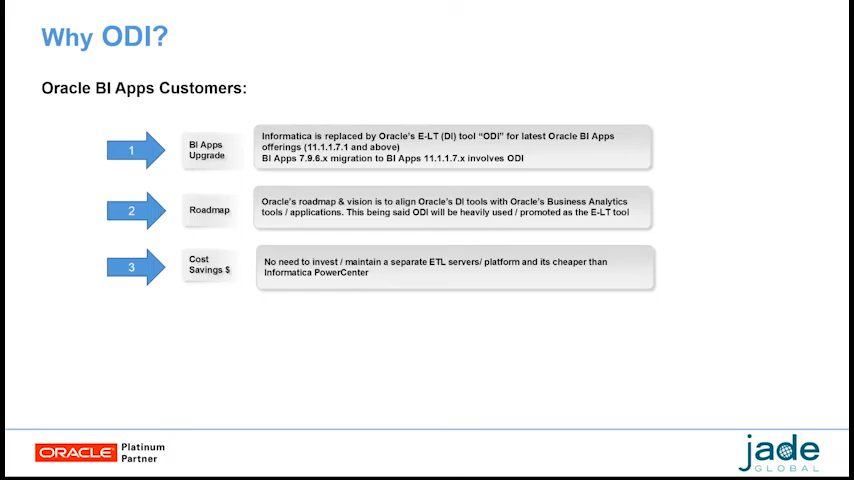 Why ODI?
Oracle BI Apps Customers:
1
BI Apps
Upgrade
Informatica is replaced by Oracle's E-LT (DI) tool “ODI” for latest Oracle BI Apps
offerings (11.1.1.7.1 and above)
BI Apps 7.9.6.x migration to BI Apps 11.1.1.7.x involves ODI
2
Roadmap
Oracle's roadmap & vision is to align Oracle's DI tools with Oracle's Business Analytics
tools / applications. This being said ODI will be heavily used / promoted as the E-LT tool
3
Cost
Savings $
No need to invest / maintain a separate ETL servers/ platform and its cheaper than
Informatica PowerCenter
ORACLE
Platinum
Partner
jade
GLOBAL